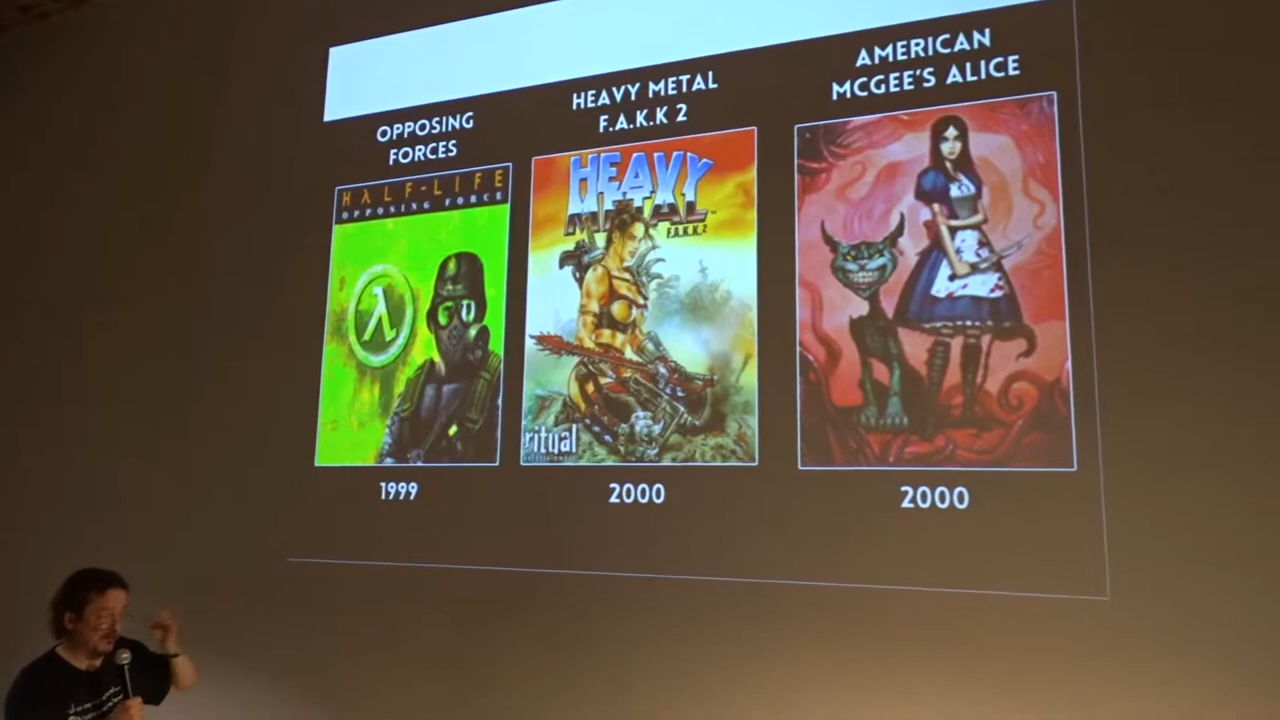 OPPOSING
FORCES
HALF-LIFE
OPPOSING FORCE
1999
HEAVY METAL
F.A.K.K 2
HEAVY
METAL
F.A.K.K.2
ritual
ENTERTAINMENT
2000
AMERICAN
MCGEE'S ALICE
2000